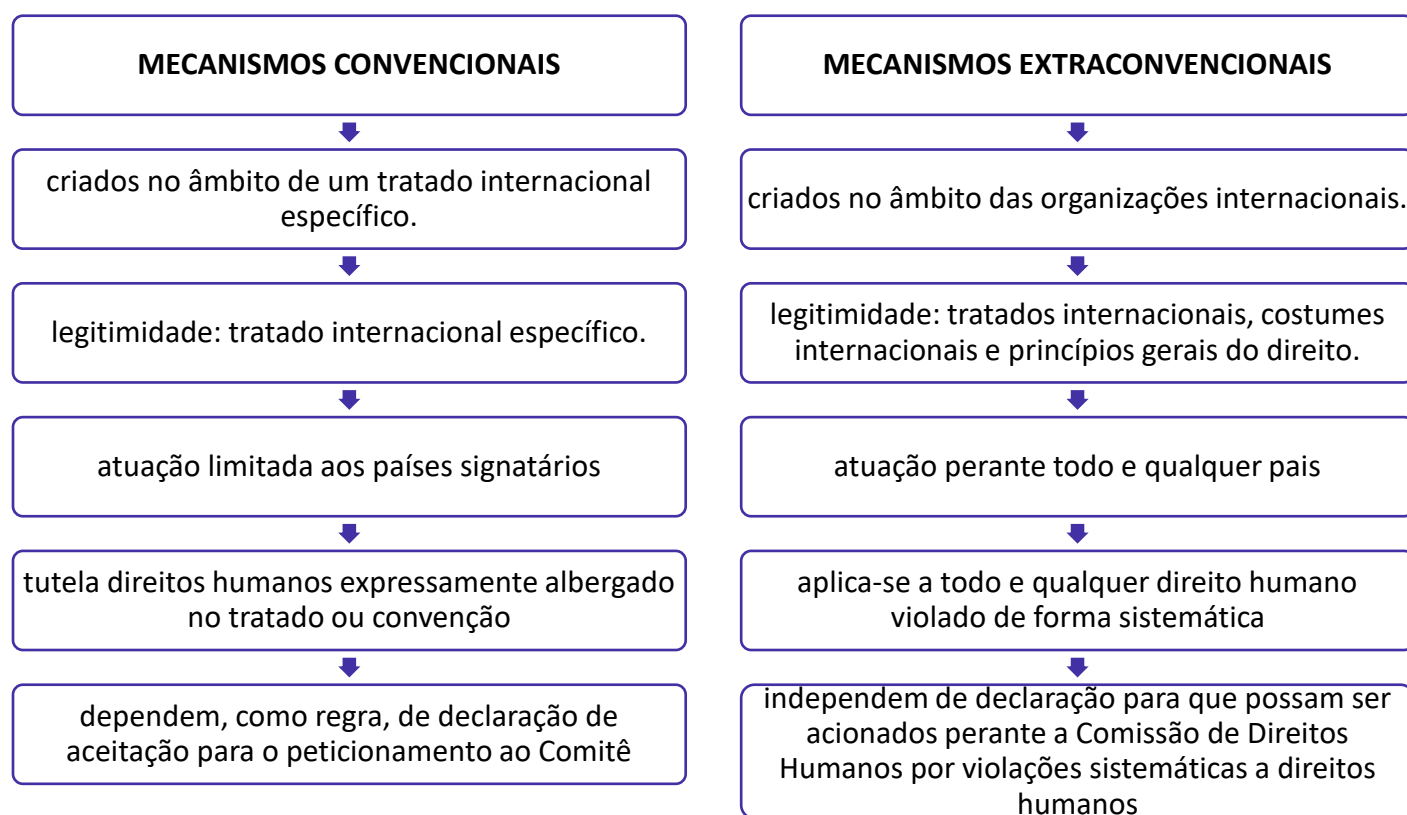 MECANISMOS CONVENCIONAIS
criados no âmbito de um tratado internacional
específico.
legitimidade: tratado internacional específico.
atuação limitada aos países signatários
tutela direitos humanos expressamente albergado
no tratado ou convenção
dependem, como regra, de declaração de
aceitação para o peticionamento ao Comitê
MECANISMOS EXTRACONVENCIONAIS
criados no âmbito das organizações internacionais.
legitimidade: tratados internacionais, costumes
internacionais e princípios gerais do direito.
atuação perante todo e qualquer pais
aplica-se a todo e qualquer direito humano
violado de forma sistemática
independem de declaração para que possam ser
acionados perante a Comissão de Direitos
Humanos por violações sistemáticas a direitos
humanos